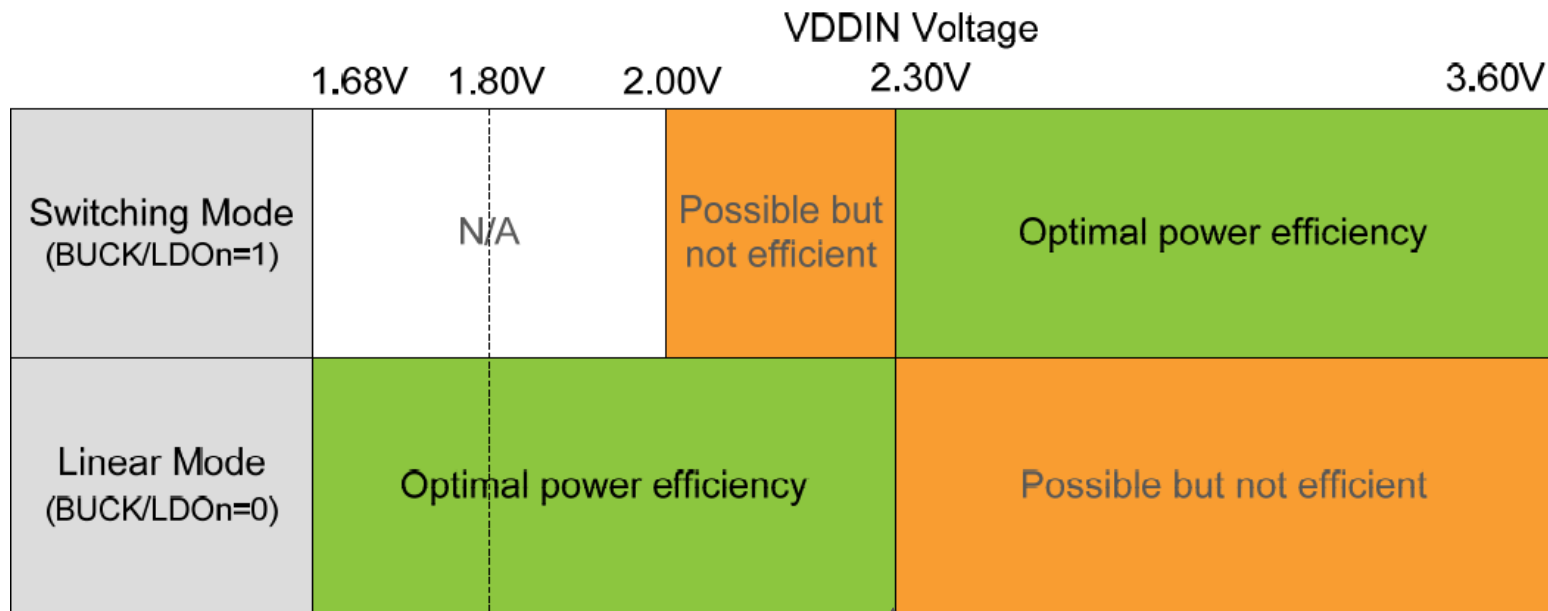 VDDIN Voltage
1.68V 1.80V 2.00V 2.30V 3.60V
Switching Mode
(BUCK/LDOn=1)
N/A
Possible but
not efficient
Optimal power efficiency
Linear Mode
(BUCK/LDOn=0)
Optimal power efficiency
Possible but not efficient